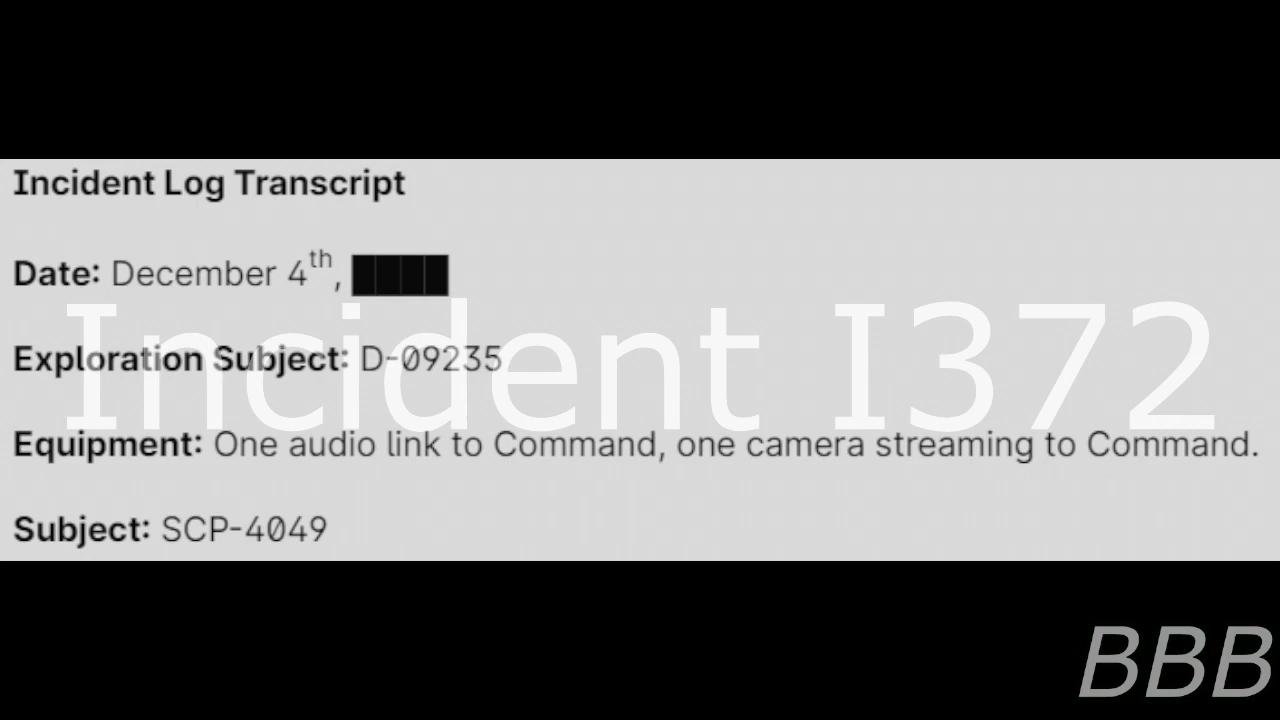 Incident Log Transcript
Date: December 4th, ████
Incident I372
Exploration Subject: D-09235
Equipment: One audio link to Command, one camera streaming to Command.
Subject: SCP-4049
BBB